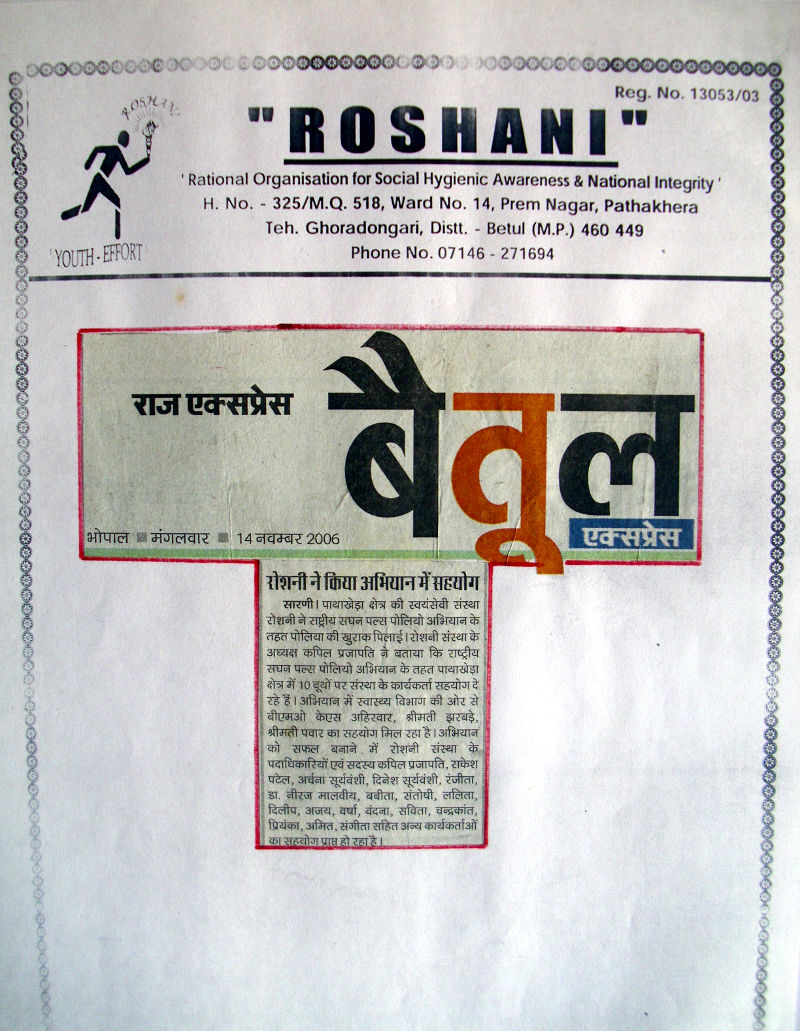 Reg. No. 13053/03
ROSHANI
"ROSHANI"
'Rational Organisation for Social Hygienic Awareness & National Integrity'
H. No. - 325/M.Q. 518, Ward No. 14, Prem Nagar, Pathakhera
Teh. Ghoradongari, Distt. - Betul (M.P.) 460 449
Phone No. 07146 - 271694
'YOUTH - EFFORT'
राज एक्सप्रेस
बैतूल
एक्सप्रेस
भोपाल ■ मंगलवार ■ 14 नवम्बर 2006
रोशनी ने किया अभियान में सहयोग
सारणी। पाथाखेड़ा क्षेत्र की स्वयंसेवी संस्था
रोशनी ने राष्ट्रीय सघन पल्स पोलियो अभियान के
तहत पोलिया की खुराक पिलाई। रोशनी संस्था के
अध्यक्ष कपिल प्रजापति ने बताया कि राष्ट्रीय
सघन पल्स पोलियो अभियान के तहत पाथाखेड़ा
क्षेत्र में 10 बूथों पर संस्था के कार्यकर्ता सहयोग दे
रहे हैं। अभियान में स्वास्थ्य विभाग की ओर से
बीएमओ केएस अहिरवार, श्रीमती झरबड़े,
श्रीमती पवार का सहयोग मिल रहा है। अभियान
को सफल बनाने में रोशनी संस्था के
पदाधिकारियों एवं सदस्य कपिल प्रजापति, राकेश
पटेल, अर्चना सूर्यवंशी, दिनेश सूर्यवंशी, रंजीता,
डा. नीरज मालवीय, बबीता, संतोषी, ललिता,
दिलीप, अजय, वर्षा, वंदना, सविता, चन्द्रकांत,
प्रियंका, अमित, संगीता सहित अन्य कार्यकर्ताओं
का सहयोग प्राप्त हो रहा है।